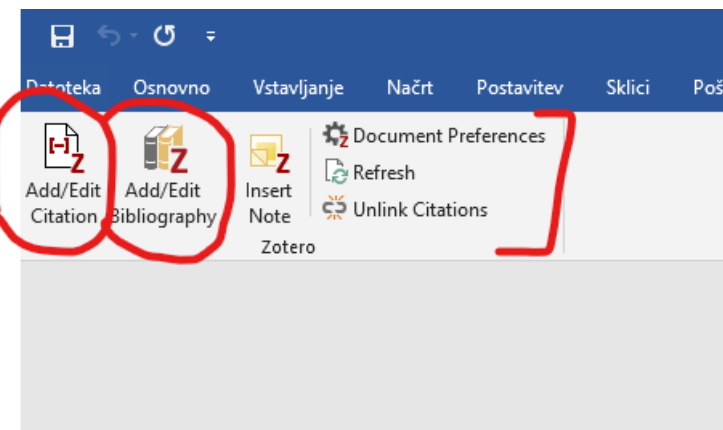 Datoteka Osnovno Vstavljanje Načrt Postavitev Sklici Poš
Add/Edit Citation
Add/Edit Bibliography
Insert Note
Document Preferences
Refresh
Unlink Citations
Zotero